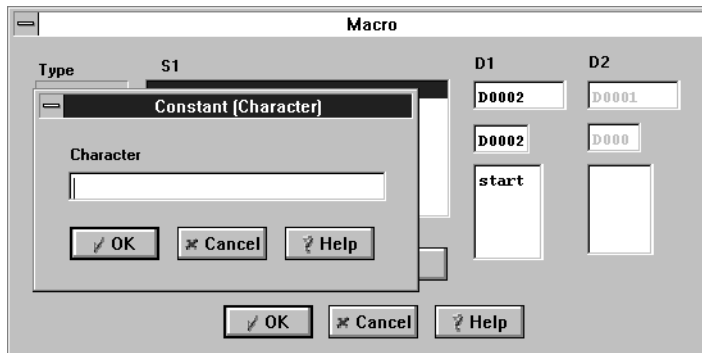 Macro
Type S1 D1 D2
Constant (Character)
D0002 D0001
Character
D0002 D000
start
OK Cancel Help
OK Cancel Help